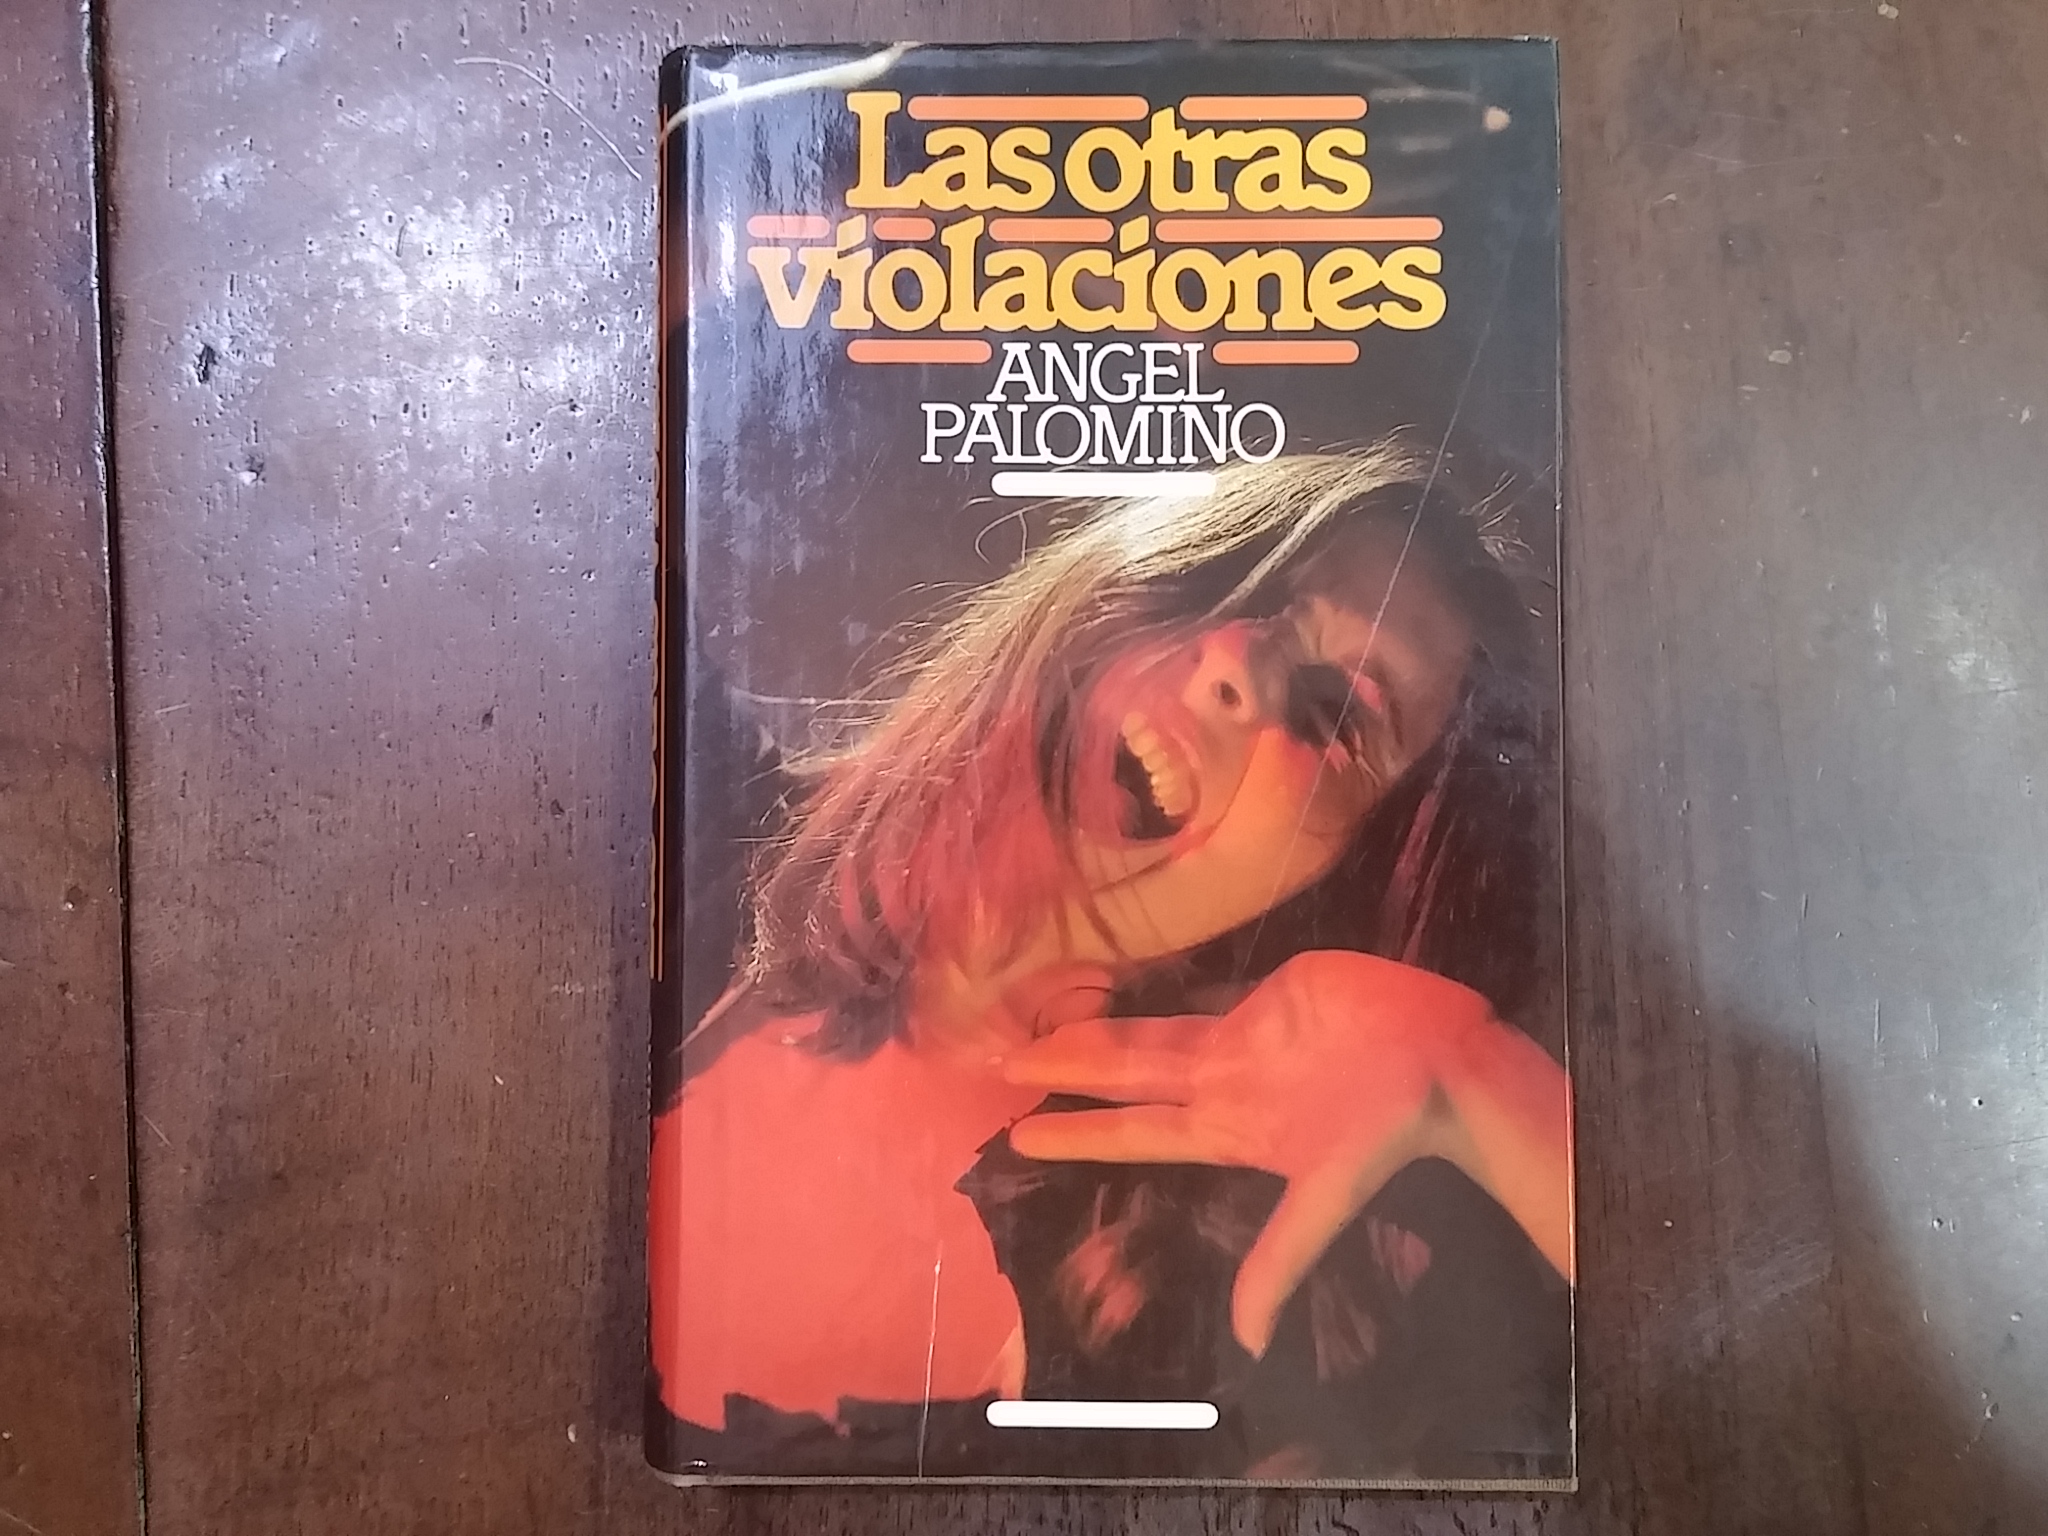 Las otras
violaciones
ANGEL
PALOMINO